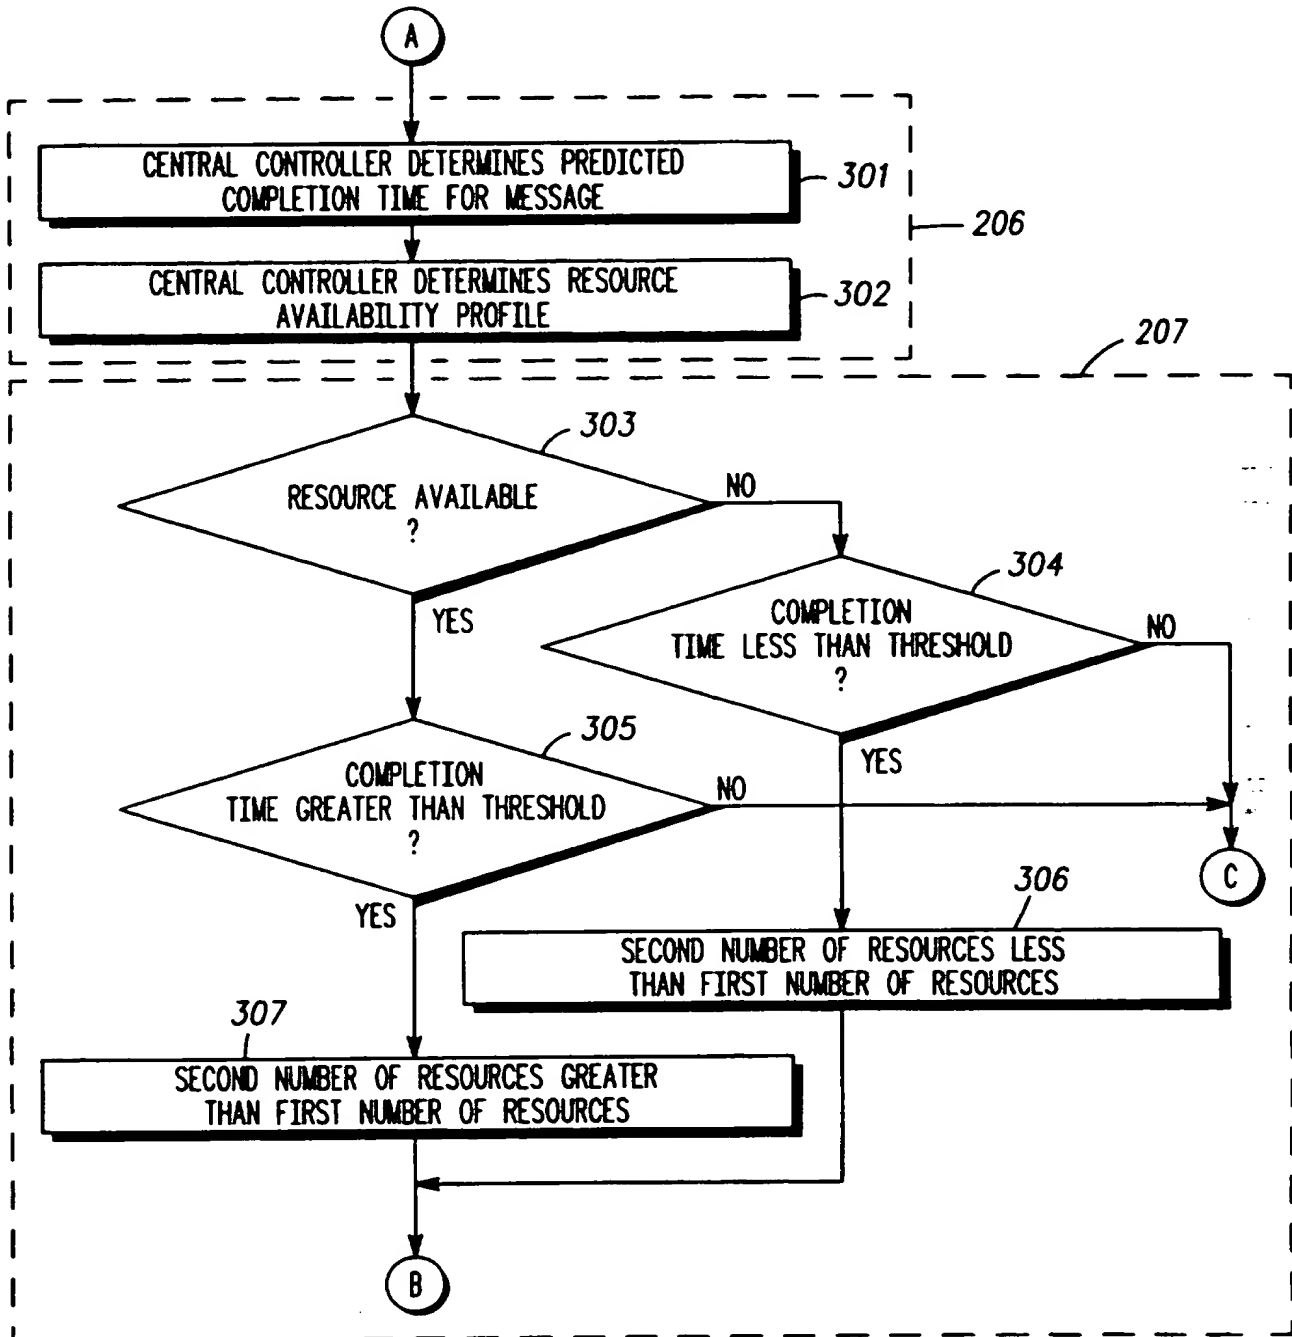 A
CENTRAL CONTROLLER DETERMINES PREDICTED
COMPLETION TIME FOR MESSAGE
301
206
CENTRAL CONTROLLER DETERMINES RESOURCE
AVAILABILITY PROFILE
302
207
303
RESOURCE AVAILABLE
?
NO
YES
304
COMPLETION
TIME LESS THAN THRESHOLD
?
NO
YES
305
COMPLETION
TIME GREATER THAN THRESHOLD
?
NO
YES
C
306
SECOND NUMBER OF RESOURCES LESS
THAN FIRST NUMBER OF RESOURCES
307
SECOND NUMBER OF RESOURCES GREATER
THAN FIRST NUMBER OF RESOURCES
B